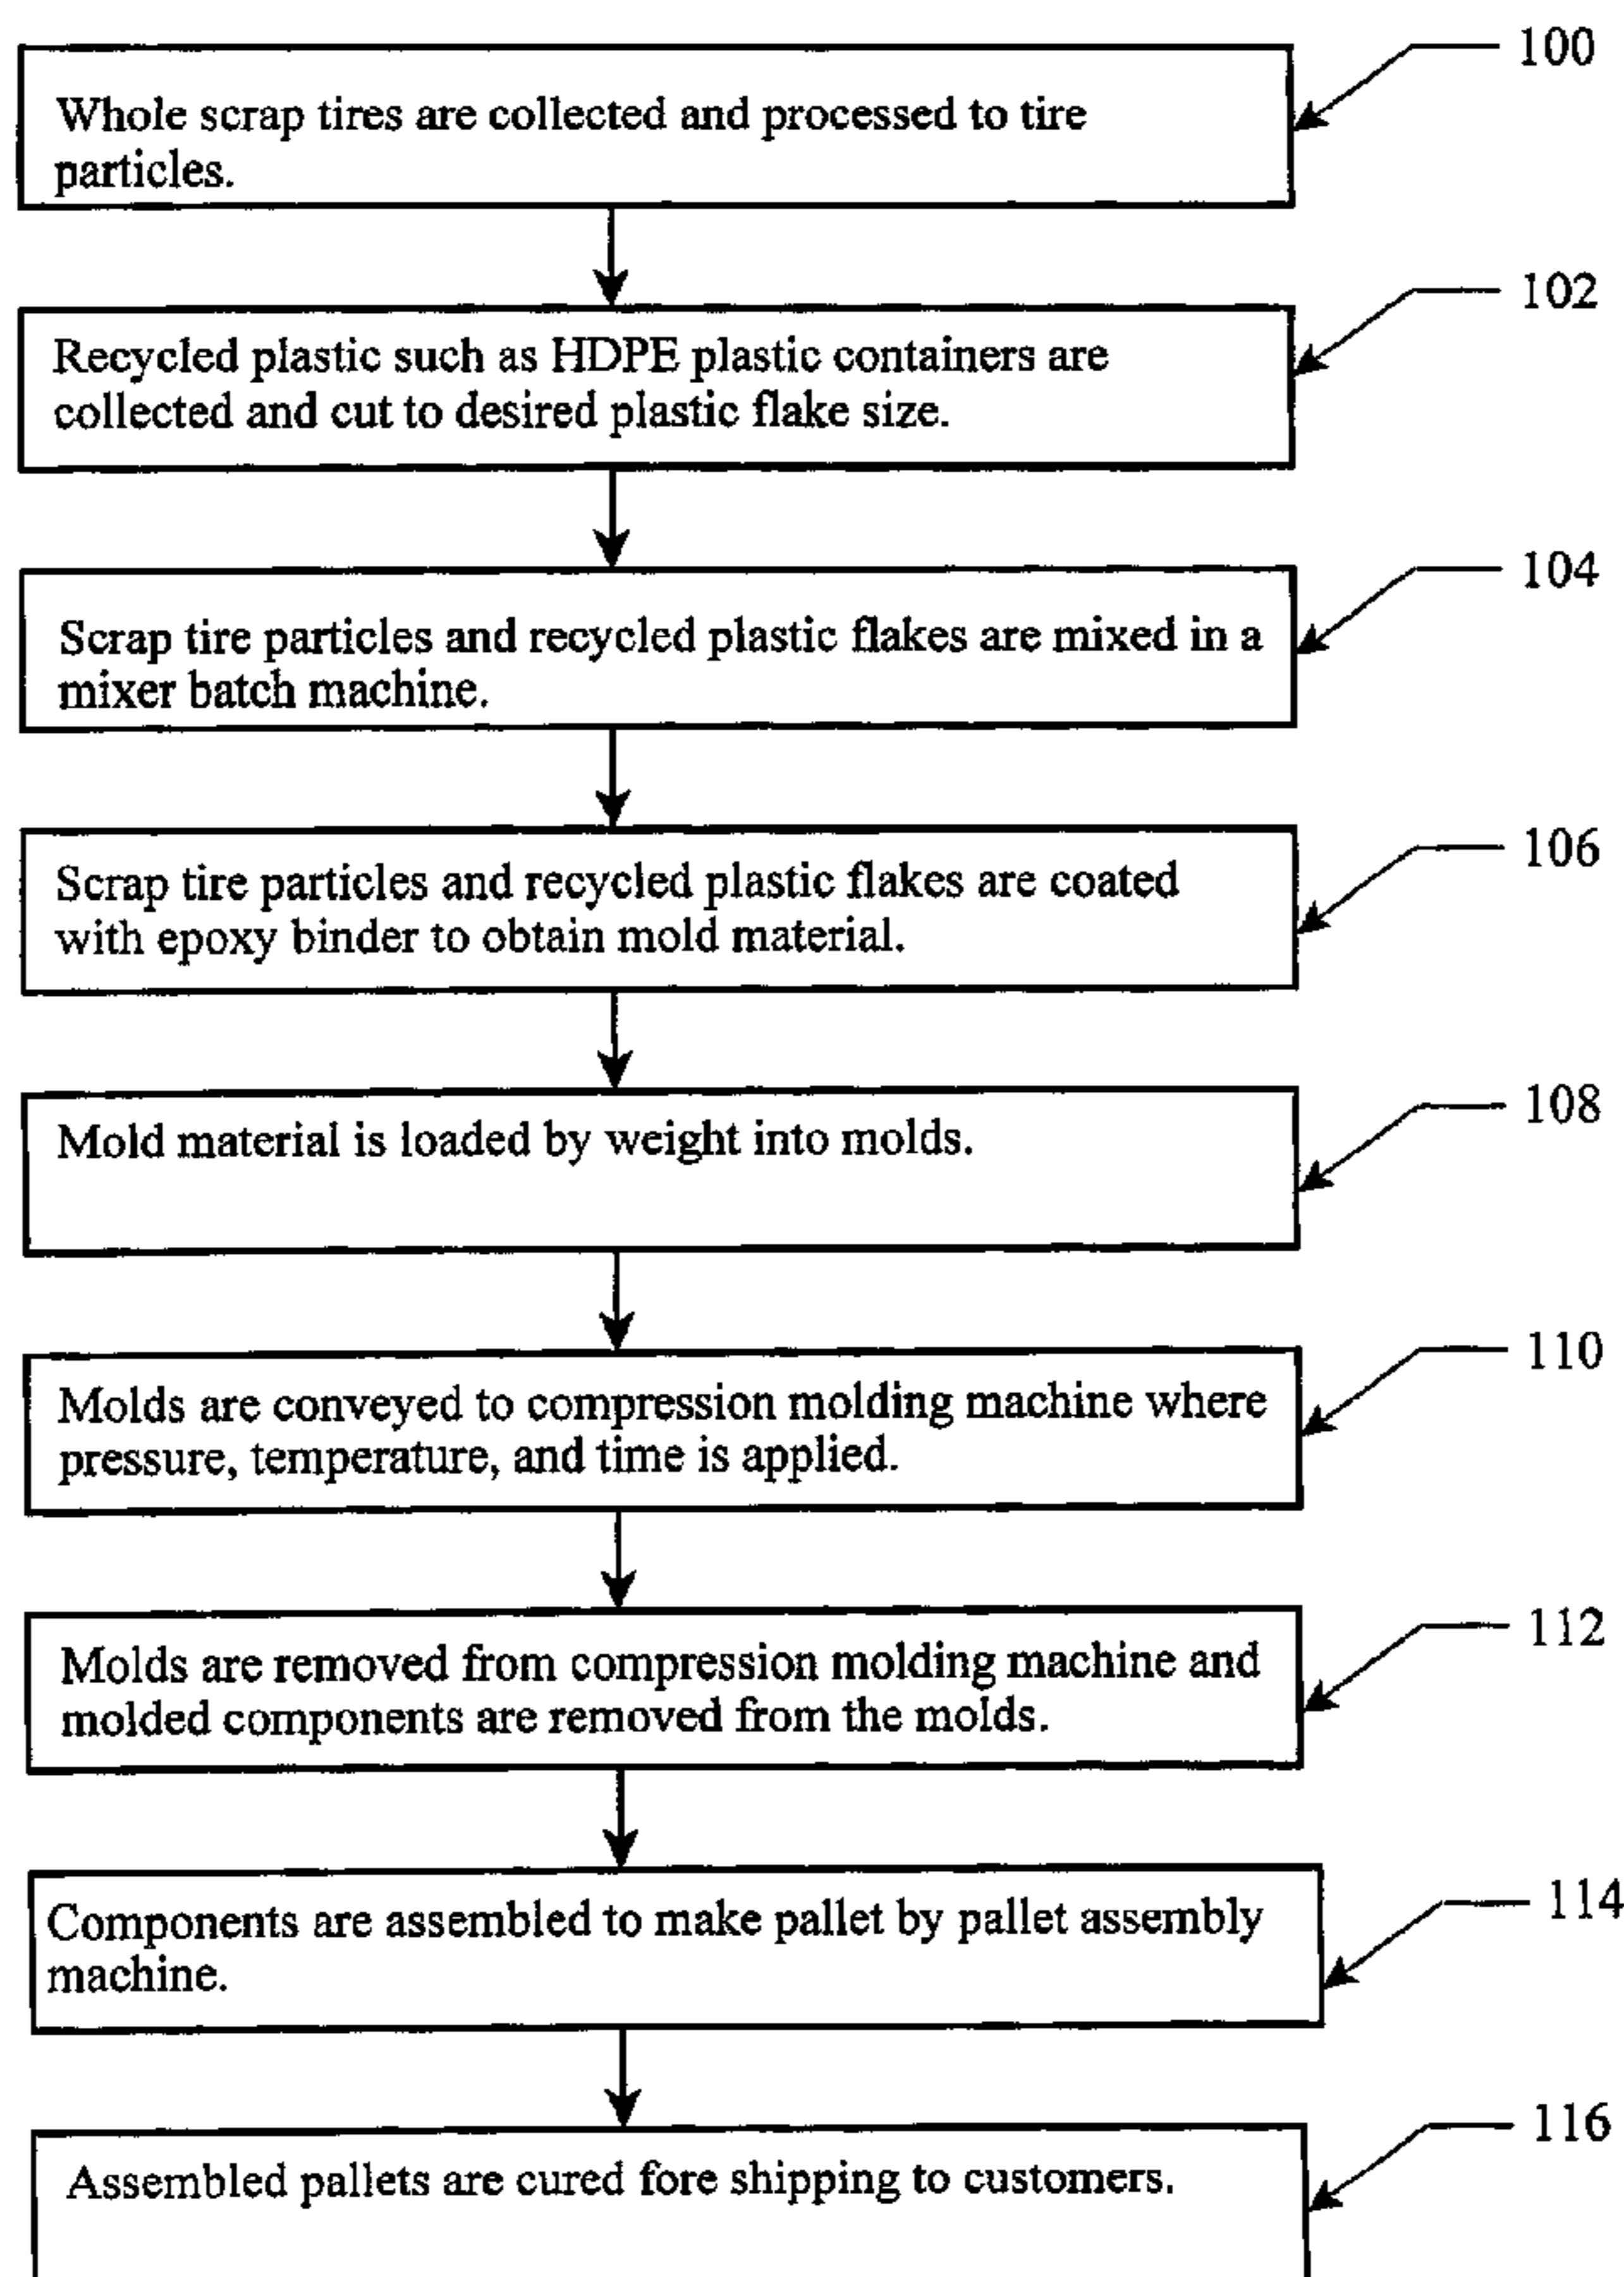 100
Whole scrap tires are collected and processed to tire
particles.
102
Recycled plastic such as HDPE plastic containers are
collected and cut to desired plastic flake size.
104
Scrap tire particles and recycled plastic flakes are mixed in a
mixer batch machine.
106
Scrap tire particles and recycled plastic flakes are coated
with epoxy binder to obtain mold material.
108
Mold material is loaded by weight into molds.
110
Molds are conveyed to compression molding machine where
pressure, temperature, and time is applied.
112
Molds are removed from compression molding machine and
molded components are removed from the molds.
114
Components are assembled to make pallet by pallet assembly
machine.
116
Assembled pallets are cured fore shipping to customers.